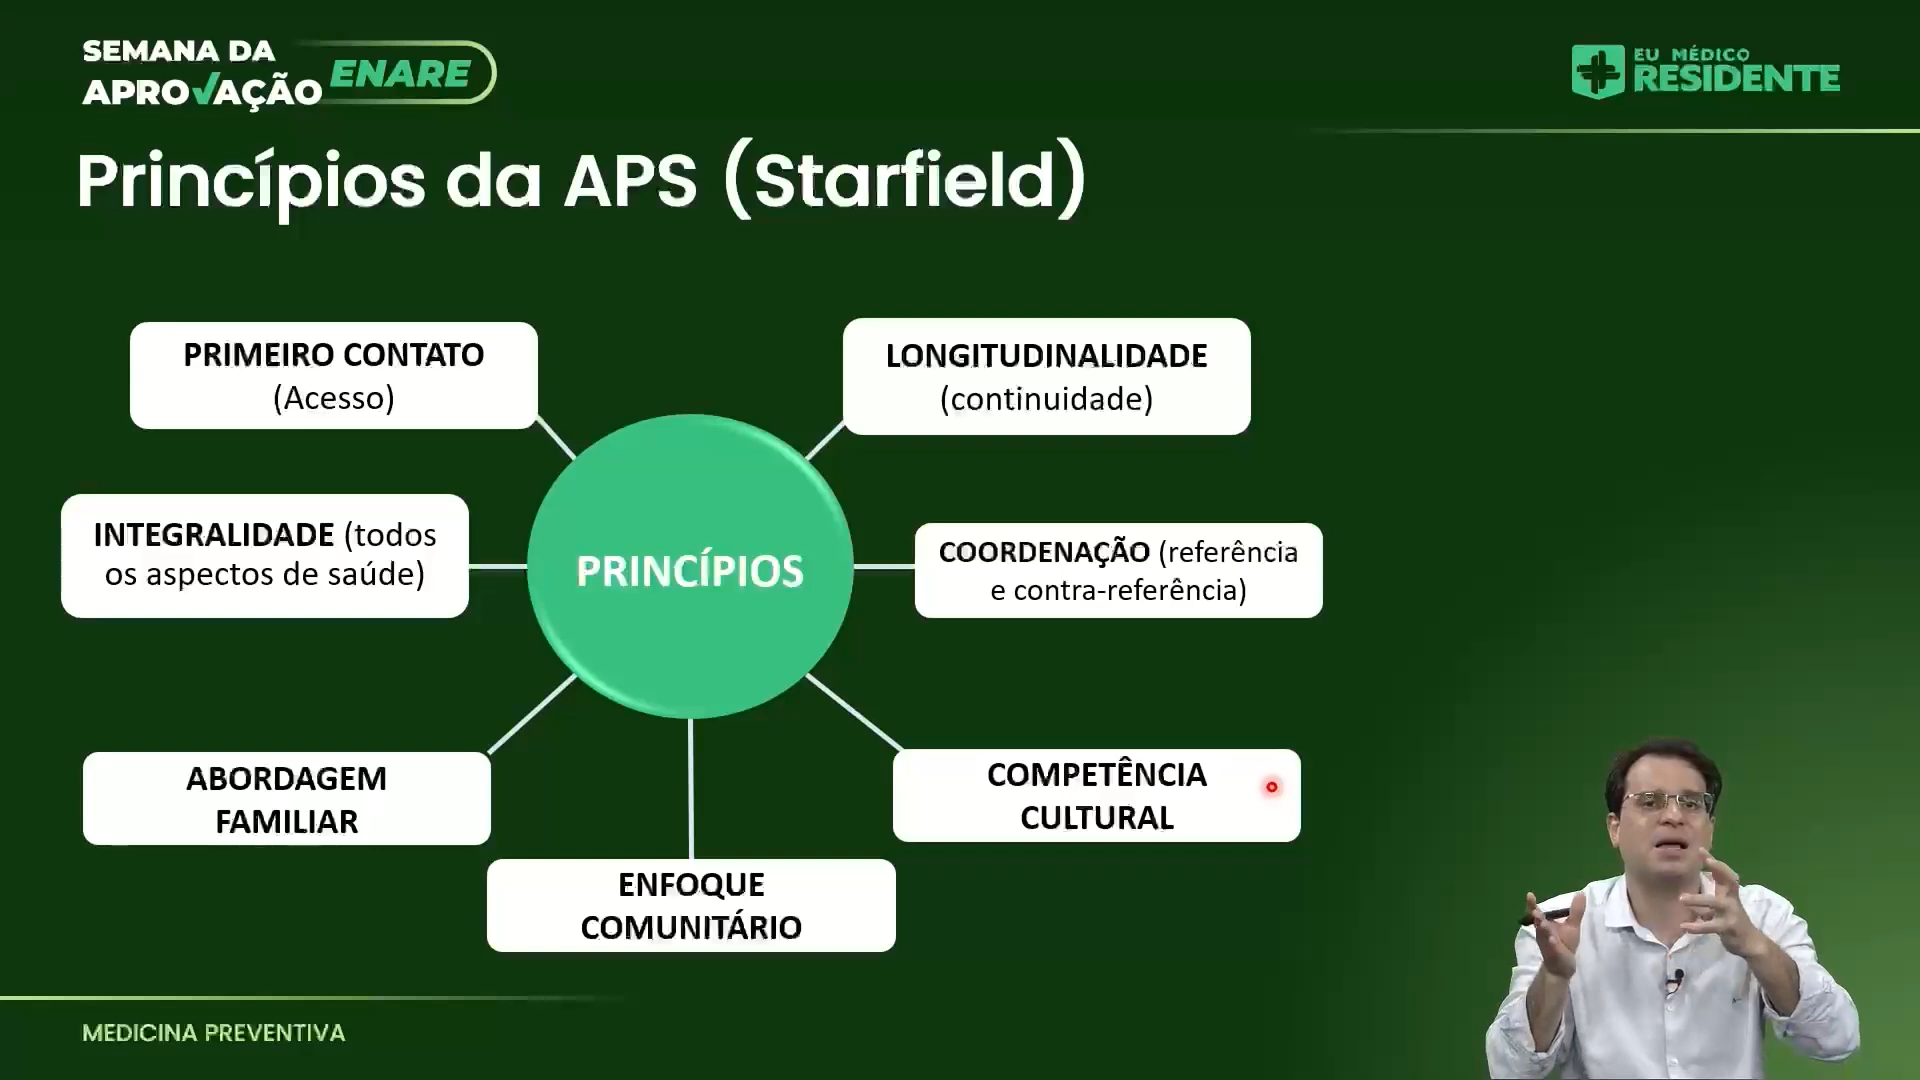 SEMANA DA
APROVAÇÃO ENARE
EU MÉDICO
RESIDENTE
Princípios da APS (Starfield)
PRIMEIRO CONTATO
(Acesso)
LONGITUDINALIDADE
(continuidade)
INTEGRALIDADE (todos
os aspectos de saúde)
PRINCÍPIOS
COORDENAÇÃO (referência
e contra-referência)
ABORDAGEM
FAMILIAR
COMPETÊNCIA
CULTURAL
ENFOQUE
COMUNITÁRIO
MEDICINA PREVENTIVA